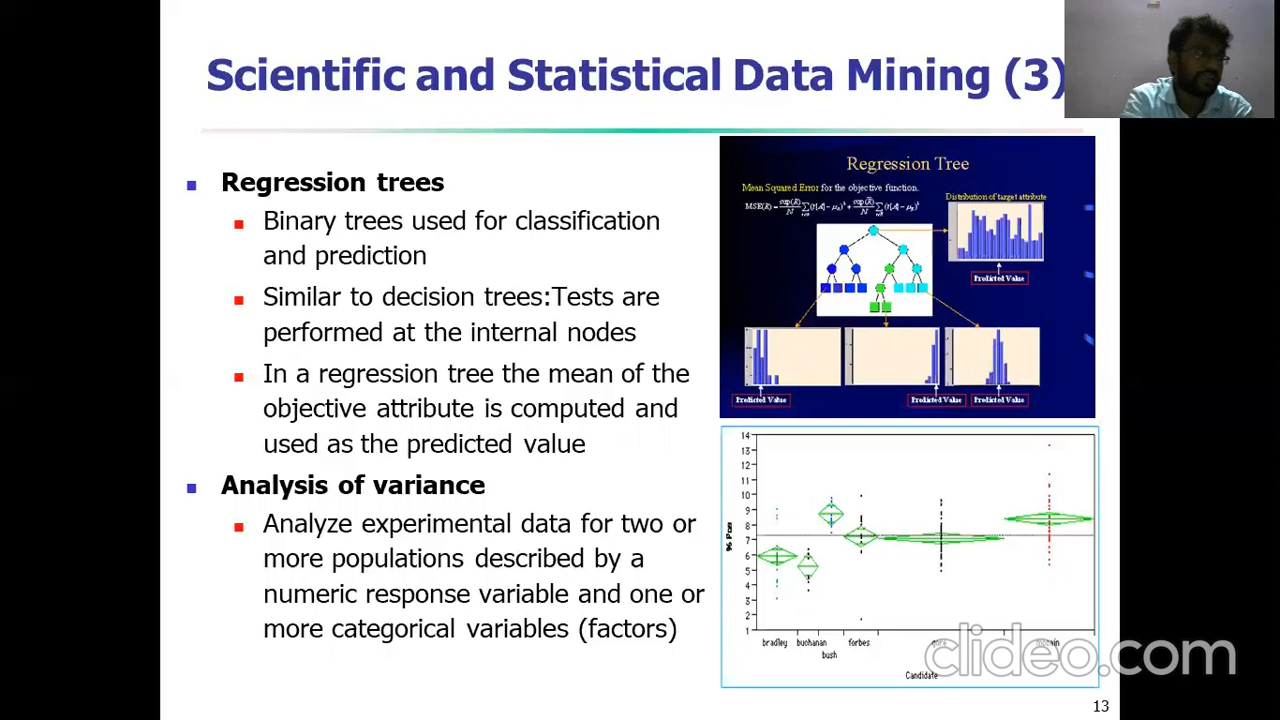 Scientific and Statistical Data Mining (3)
Regression trees
Binary trees used for classification
and prediction
Similar to decision trees:Tests are
performed at the internal nodes
In a regression tree the mean of the
objective attribute is computed and
used as the predicted value
Analysis of variance
Analyze experimental data for two or
more populations described by a
numeric response variable and one or
more categorical variables (factors)
Regression Tree
Mean Squared Error for the objective function.
Distribution of target attribute
Predicted Value
Predicted Value
Predicted Value
Predicted Value
14
13
12
11
10
9
8
7
6
5
4
3
2
1
bradley
buchanan
bush
forbes
gore
mccain
Candidate
clideo.com
13